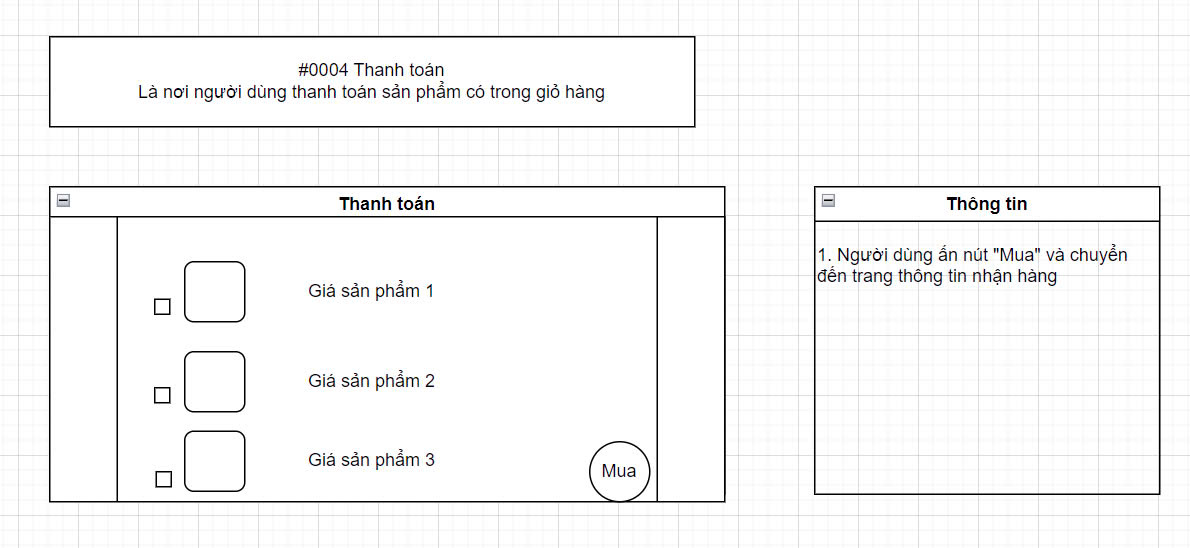 #0004 Thanh toán
Là nơi người dùng thanh toán sản phẩm có trong giỏ hàng
Thanh toán
Giá sản phẩm 1
Giá sản phẩm 2
Giá sản phẩm 3
Mua
Thông tin
1. Người dùng ấn nút "Mua" và chuyển
đến trang thông tin nhận hàng